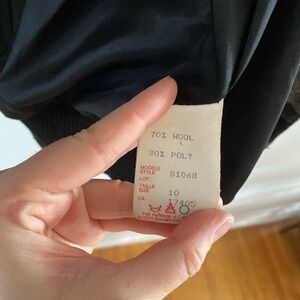 70% WOOL
30% POLY
MODELE
STYLE S1068
LOT
TAILLE
SIZE 10
CA 17405